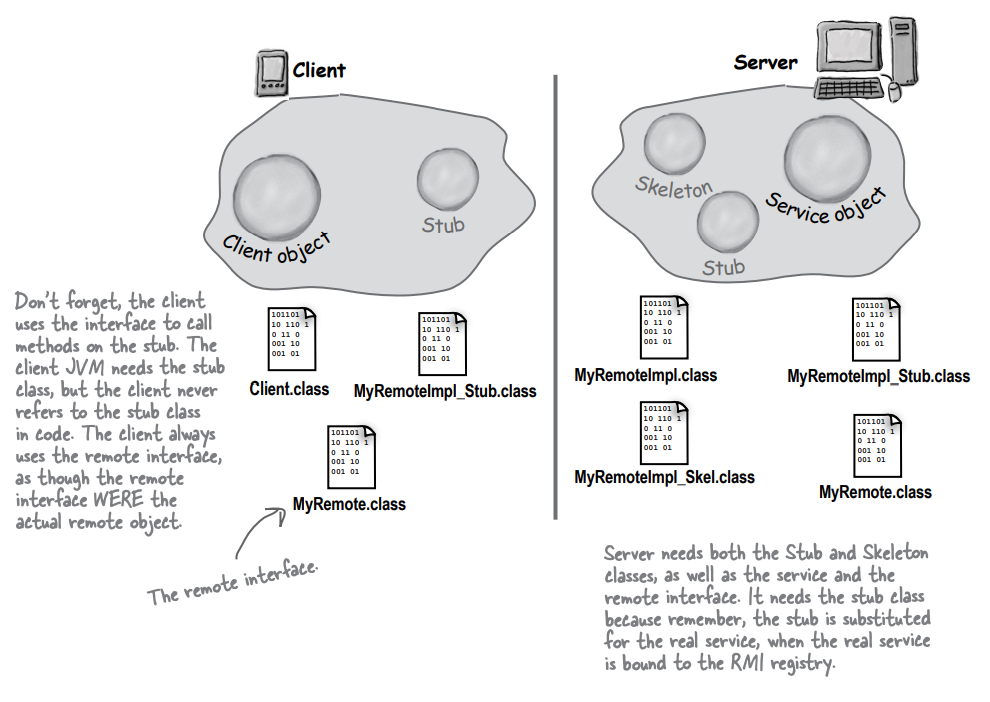 Client
Server
Client object
Stub
Skeleton
Stub
Service object
Don't forget, the client
uses the interface to call
methods on the stub. The
client JVM needs the stub
class, but the client never
refers to the stub class
in code. The client always
uses the remote interface,
as though the remote
interface WERE the
actual remote object.
101101
10 110 1
0 11 0
001 10
001 01
Client.class
101101
10 110 1
0 11 0
001 10
001 01
MyRemoteImpl_Stub.class
101101
10 110 1
0 11 0
001 10
001 01
MyRemote.class
The remote interface.
101101
10 110 1
0 11 0
001 10
001 01
MyRemoteImpl.class
101101
10 110 1
0 11 0
001 10
001 01
MyRemoteImpl_Stub.class
101101
10 110 1
0 11 0
001 10
001 01
MyRemoteImpl_Skel.class
101101
10 110 1
0 11 0
001 10
001 01
MyRemote.class
Server needs both the Stub and Skeleton
classes, as well as the service and the
remote interface. It needs the stub class
because remember, the stub is substituted
for the real service, when the real service
is bound to the RMI registry.